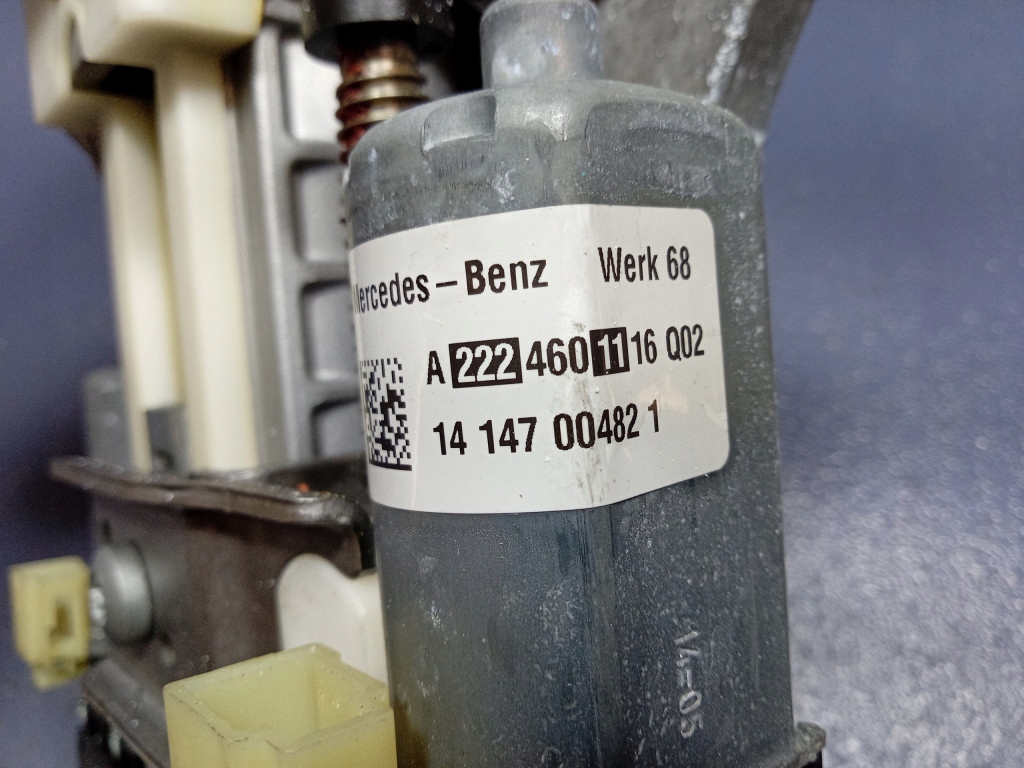 Mercedes-Benz Werk 68
A 222 460 11 16 Q02
14 147 00482 1
14-05